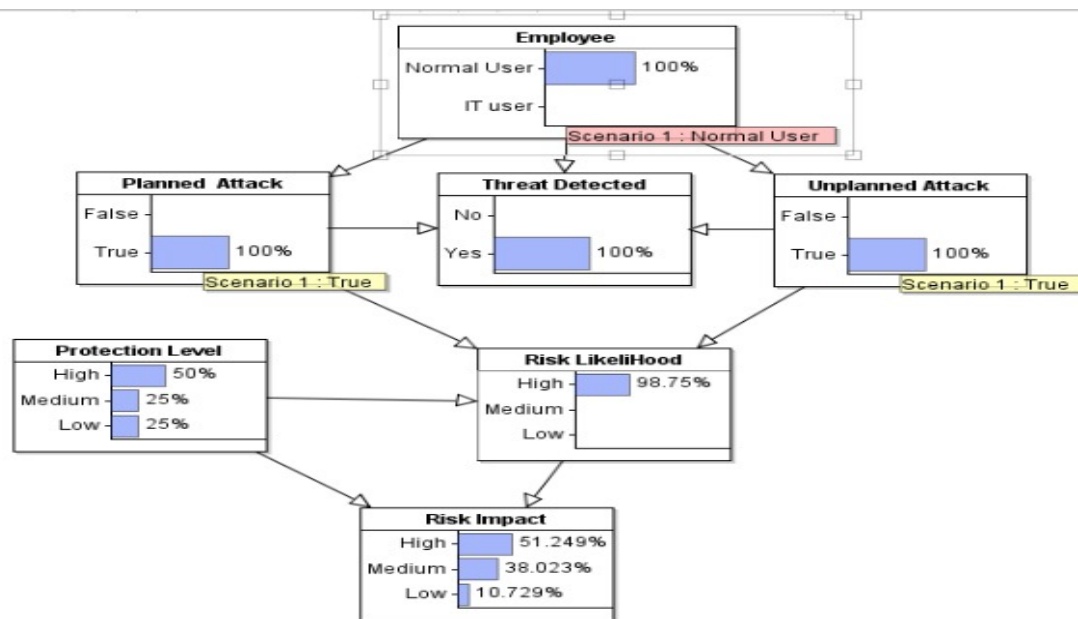 Employee
Normal User 100%
IT user
Scenario 1 : Normal User
Planned Attack
False
True 100%
Scenario 1 : True
Threat Detected
No
Yes 100%
Unplanned Attack
False
True 100%
Scenario 1 : True
Protection Level
High 50%
Medium 25%
Low 25%
Risk LikeliHood
High 98.75%
Medium
Low
Risk Impact
High 51.249%
Medium 38.023%
Low 10.729%